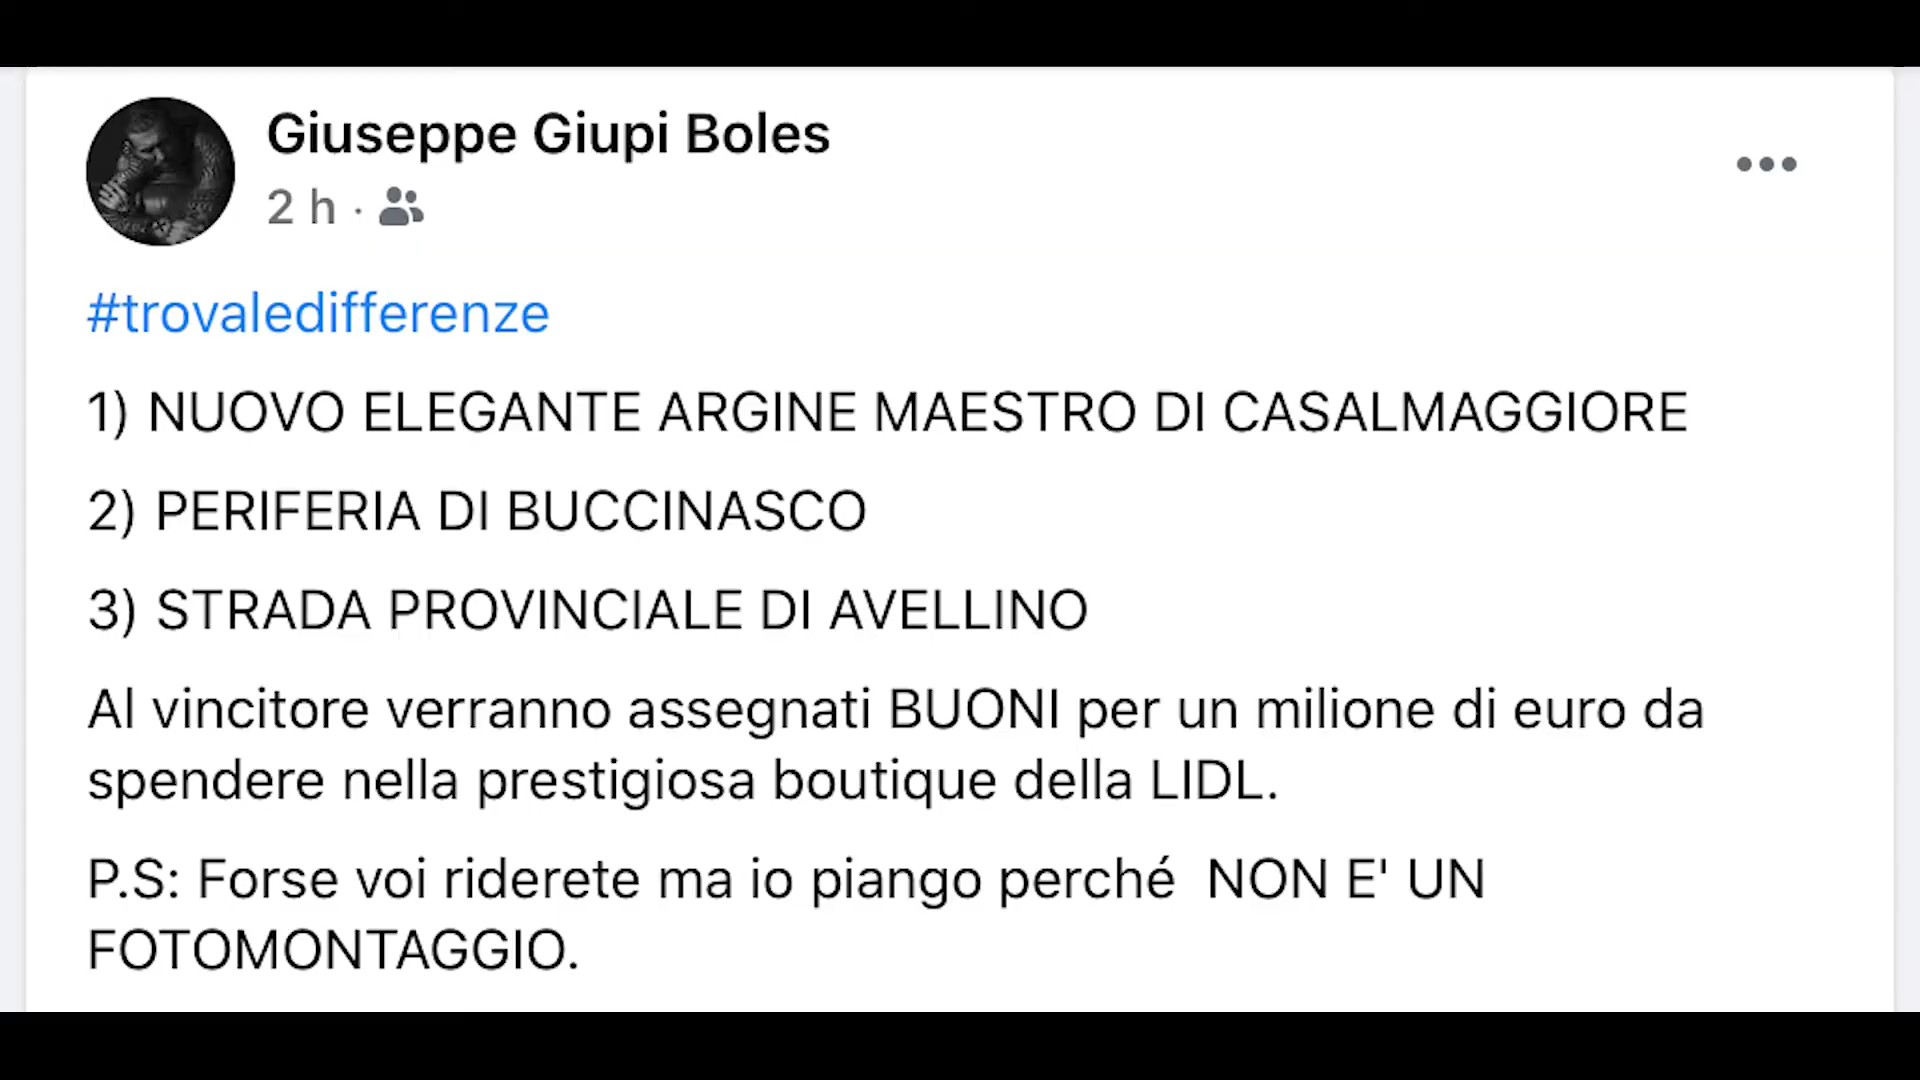 Giuseppe Giupi Boles
2 h ·
#trovaledifferenze
1) NUOVO ELEGANTE ARGINE MAESTRO DI CASALMAGGIORE
2) PERIFERIA DI BUCCINASCO
3) STRADA PROVINCIALE DI AVELLINO
Al vincitore verranno assegnati BUONI per un milione di euro da
spendere nella prestigiosa boutique della LIDL.
P.S: Forse voi riderete ma io piango perché  NON E' UN
FOTOMONTAGGIO.